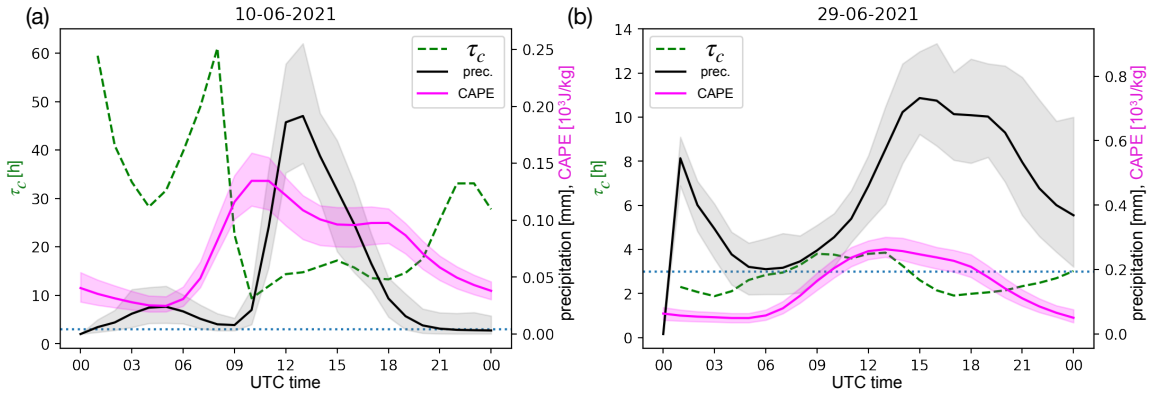 (a)
10-06-2021
τc
prec.
CAPE
60
50
40
30
20
10
0
τc [h]
0.25
0.20
0.15
0.10
0.05
0.00
precipitation [mm], CAPE [10³J/kg]
00 03 06 09 12 15 18 21 00
UTC time
(b)
29-06-2021
τc
prec.
CAPE
14
12
10
8
6
4
2
0
τc [h]
0.8
0.6
0.4
0.2
0.0
precipitation [mm], CAPE [10³J/kg]
00 03 06 09 12 15 18 21 00
UTC time